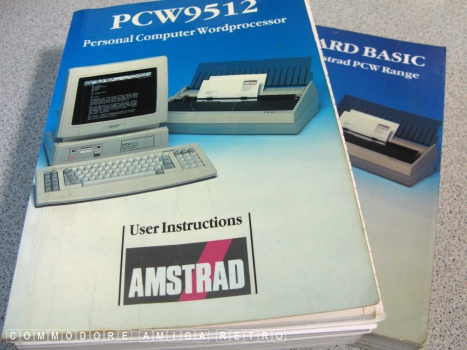 PCW9512
Personal Computer Wordprocessor
User Instructions
AMSTRAD
ARD BASIC
strad PCW Range
COMMODORE AMIGA RETRO